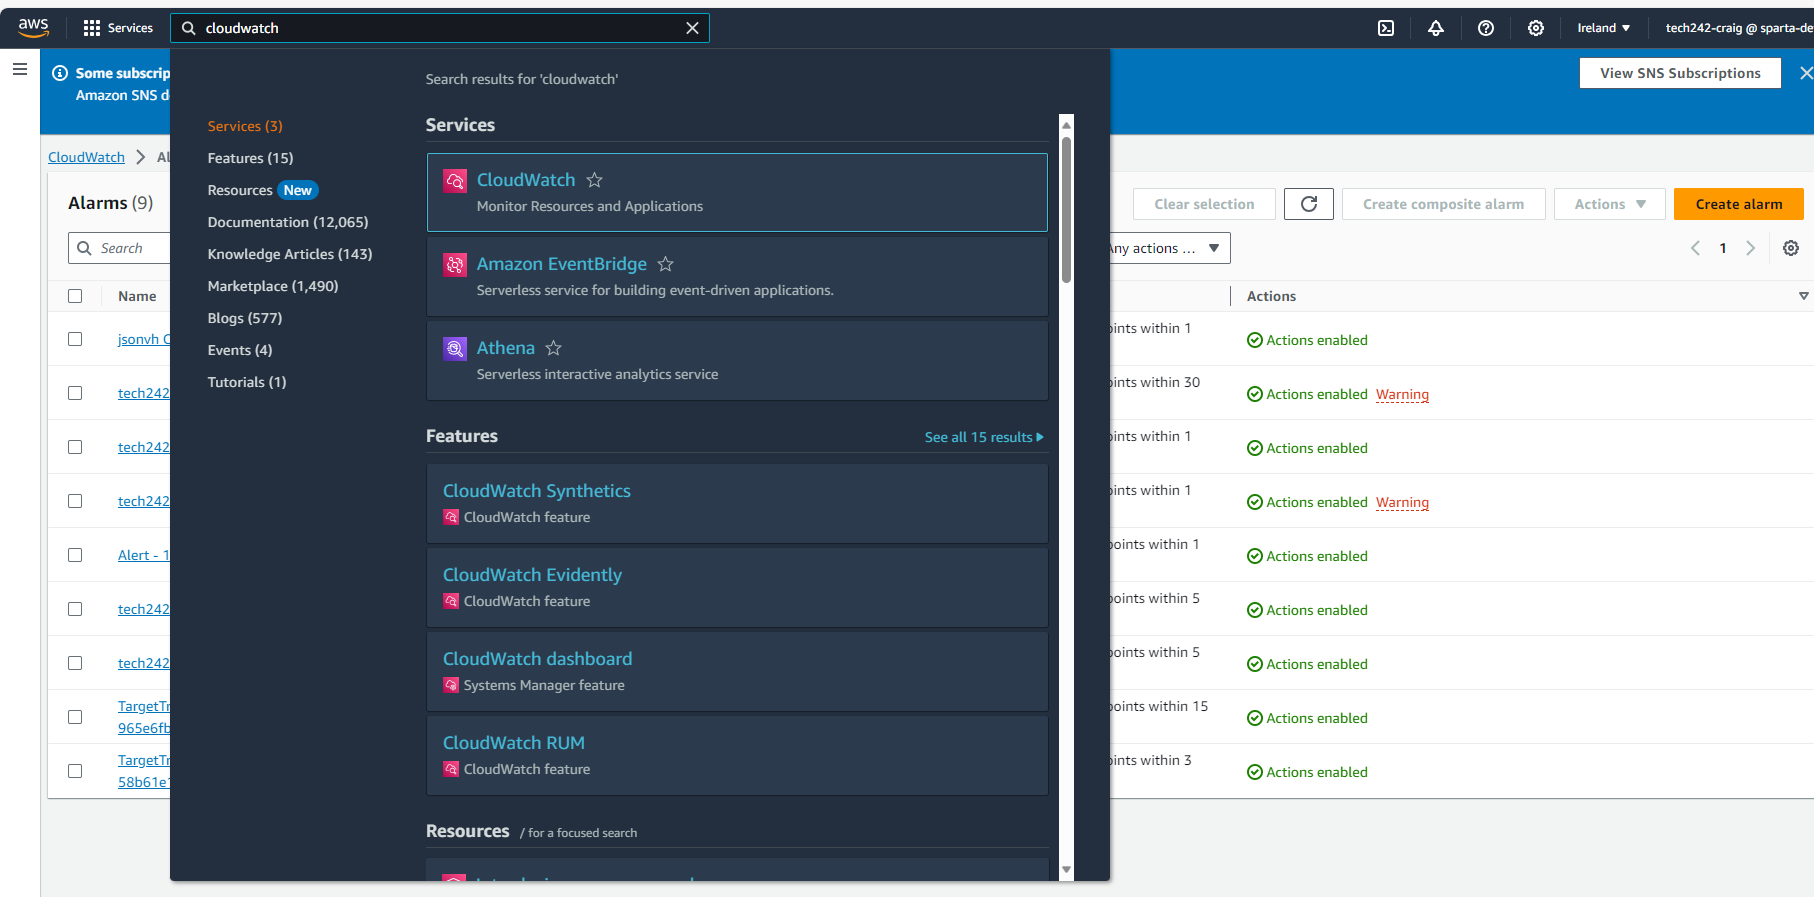 aws
Services
cloudwatch
Ireland
tech242-craig @ sparta-de
Some subscrip
Amazon SNS d
View SNS Subscriptions
CloudWatch
Al
Alarms (9)
Search
Clear selection
Create composite alarm
Actions
Create alarm
Any actions ...
1
Name
Actions
jsonvh C
oints within 1
Actions enabled
tech242
oints within 30
Actions enabled Warning
tech242
oints within 1
Actions enabled
tech242
oints within 1
Actions enabled Warning
Alert - 1
points within 1
Actions enabled
tech242
points within 5
Actions enabled
tech242
points within 5
Actions enabled
TargetTr
965e6fb
points within 15
Actions enabled
TargetTr
58b61e
oints within 3
Actions enabled
Search results for 'cloudwatch'
Services (3)
Features (15)
Resources New
Documentation (12,065)
Knowledge Articles (143)
Marketplace (1,490)
Blogs (577)
Events (4)
Tutorials (1)
Services
CloudWatch
Monitor Resources and Applications
Amazon EventBridge
Serverless service for building event-driven applications.
Athena
Serverless interactive analytics service
Features
See all 15 results
CloudWatch Synthetics
CloudWatch feature
CloudWatch Evidently
CloudWatch feature
CloudWatch dashboard
Systems Manager feature
CloudWatch RUM
CloudWatch feature
Resources / for a focused search